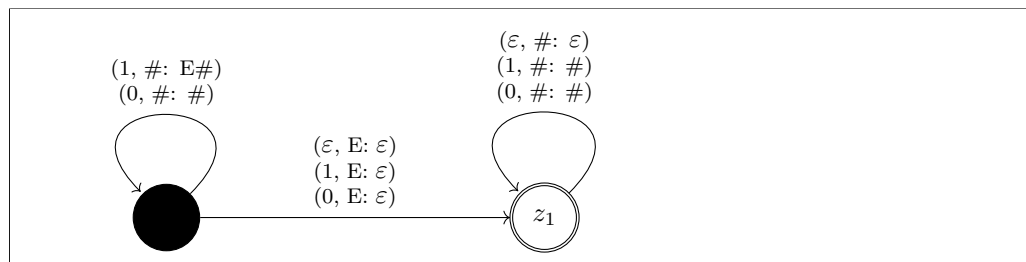 (ε, #: ε)
(1, #: #)
(0, #: #)
(1, #: E#)
(0, #: #)
(ε, E: ε)
(1, E: ε)
(0, E: ε)
z₁